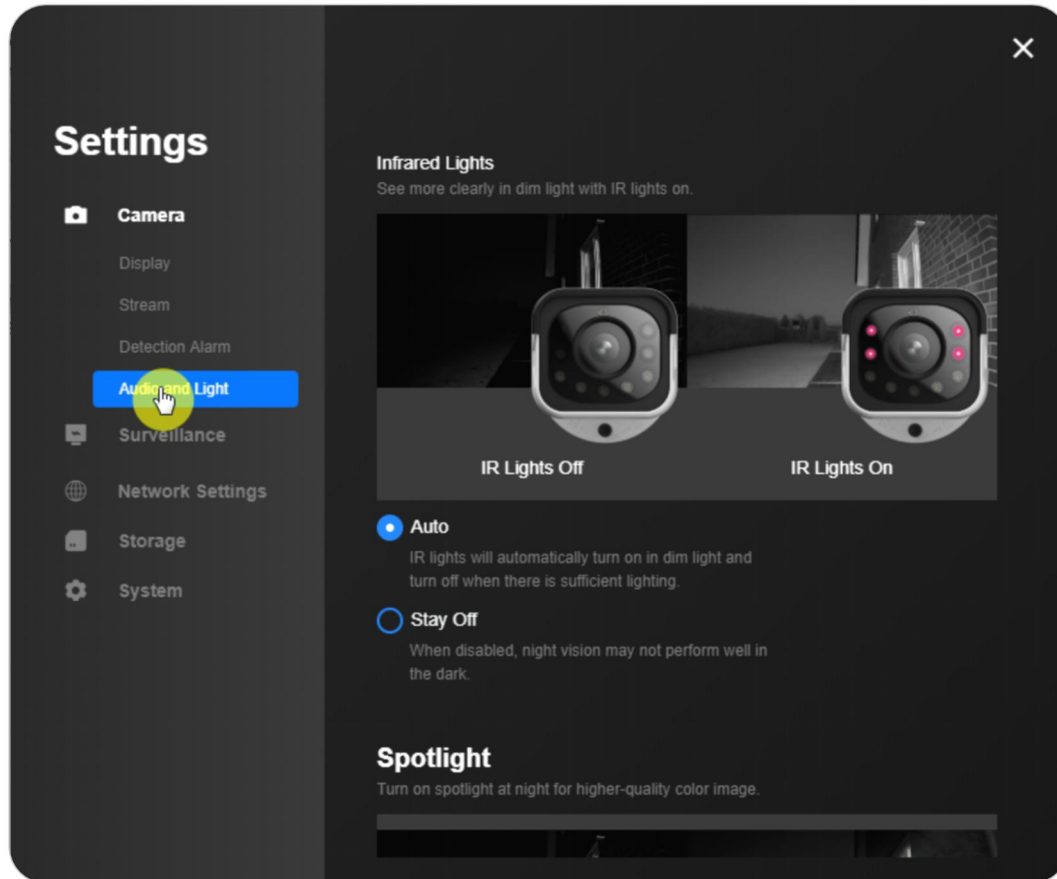 Settings
Camera
Display
Stream
Detection Alarm
Audio and Light
Surveillance
Network Settings
Storage
System
Infrared Lights
See more clearly in dim light with IR lights on.
IR Lights Off
IR Lights On
Auto
IR lights will automatically turn on in dim light and
turn off when there is sufficient lighting.
Stay Off
When disabled, night vision may not perform well in
the dark.
Spotlight
Turn on spotlight at night for higher-quality color image.